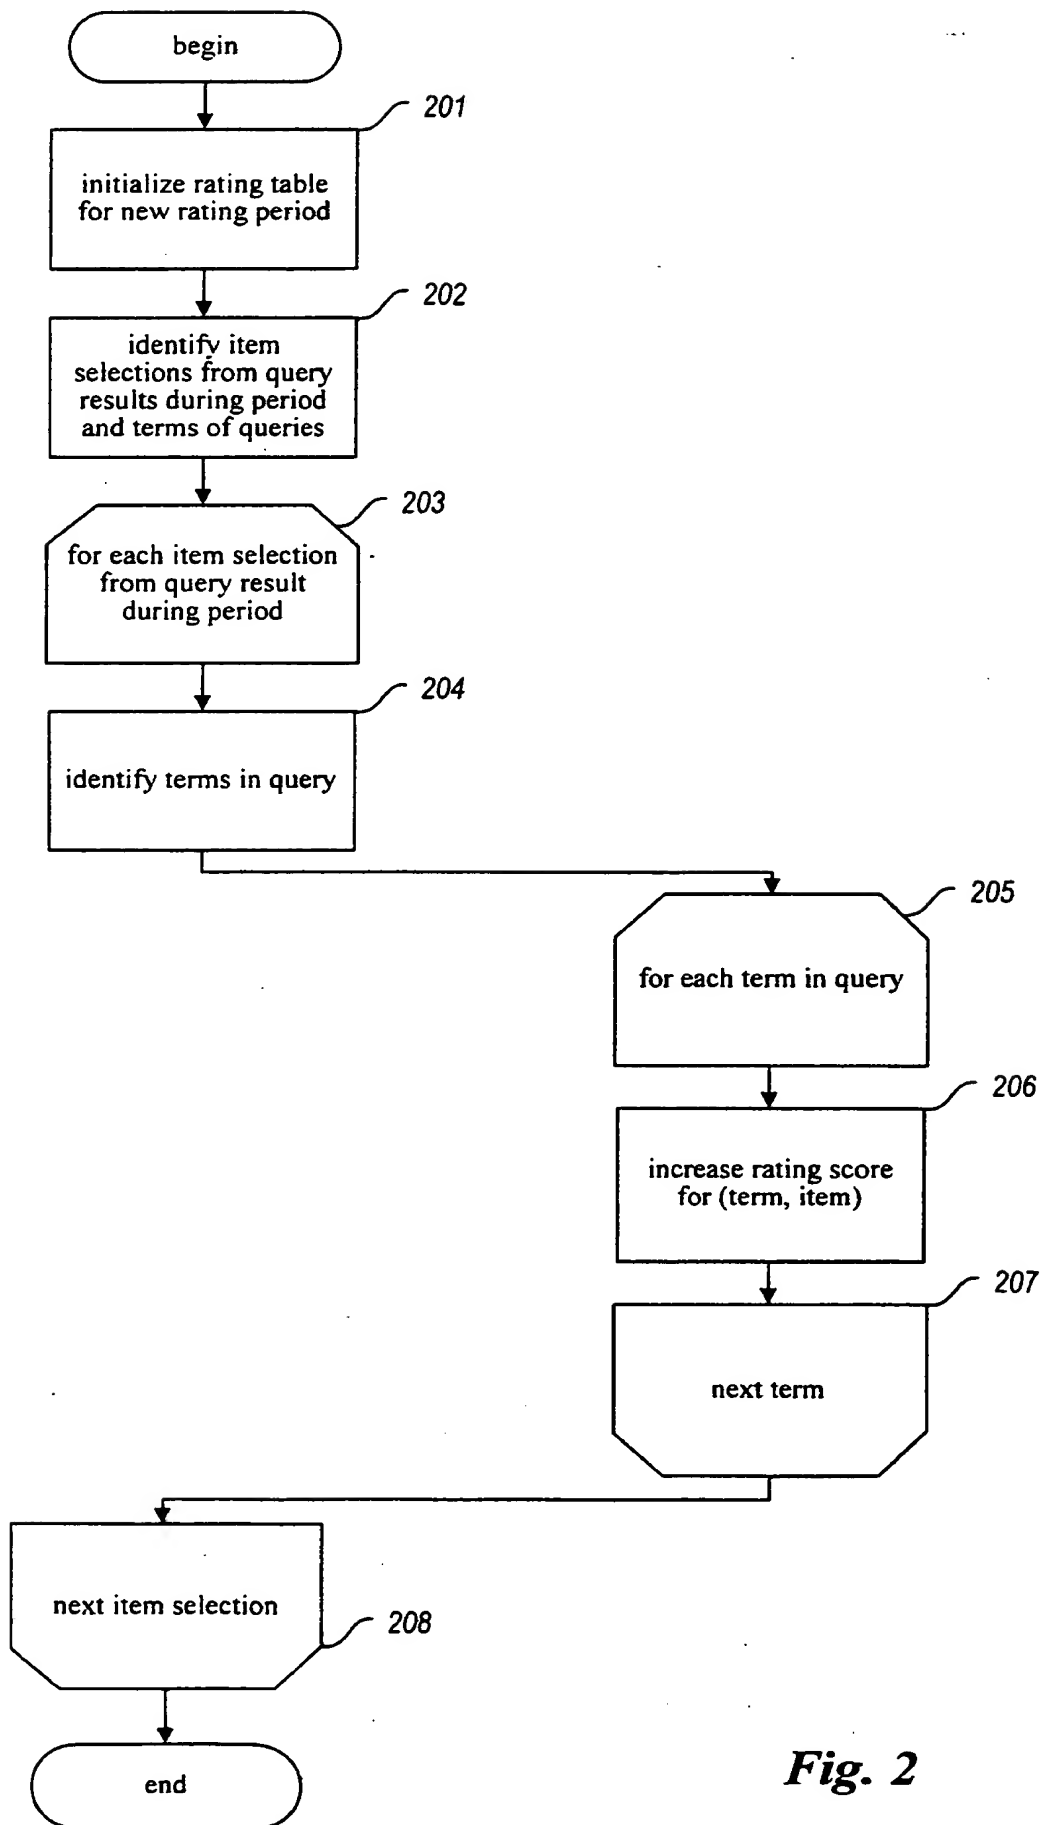 begin
201
initialize rating table
for new rating period
202
identify item
selections from query
results during period
and terms of queries
203
for each item selection
from query result
during period
204
identify terms in query
205
for each term in query
206
increase rating score
for (term, item)
207
next term
next item selection
208
end
Fig. 2